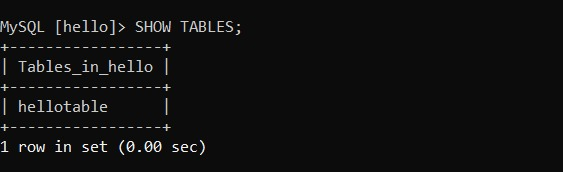 MySQL [hello]> SHOW TABLES;
+-----------------+
| Tables_in_hello |
+-----------------+
| hellotable      |
+-----------------+
1 row in set (0.00 sec)